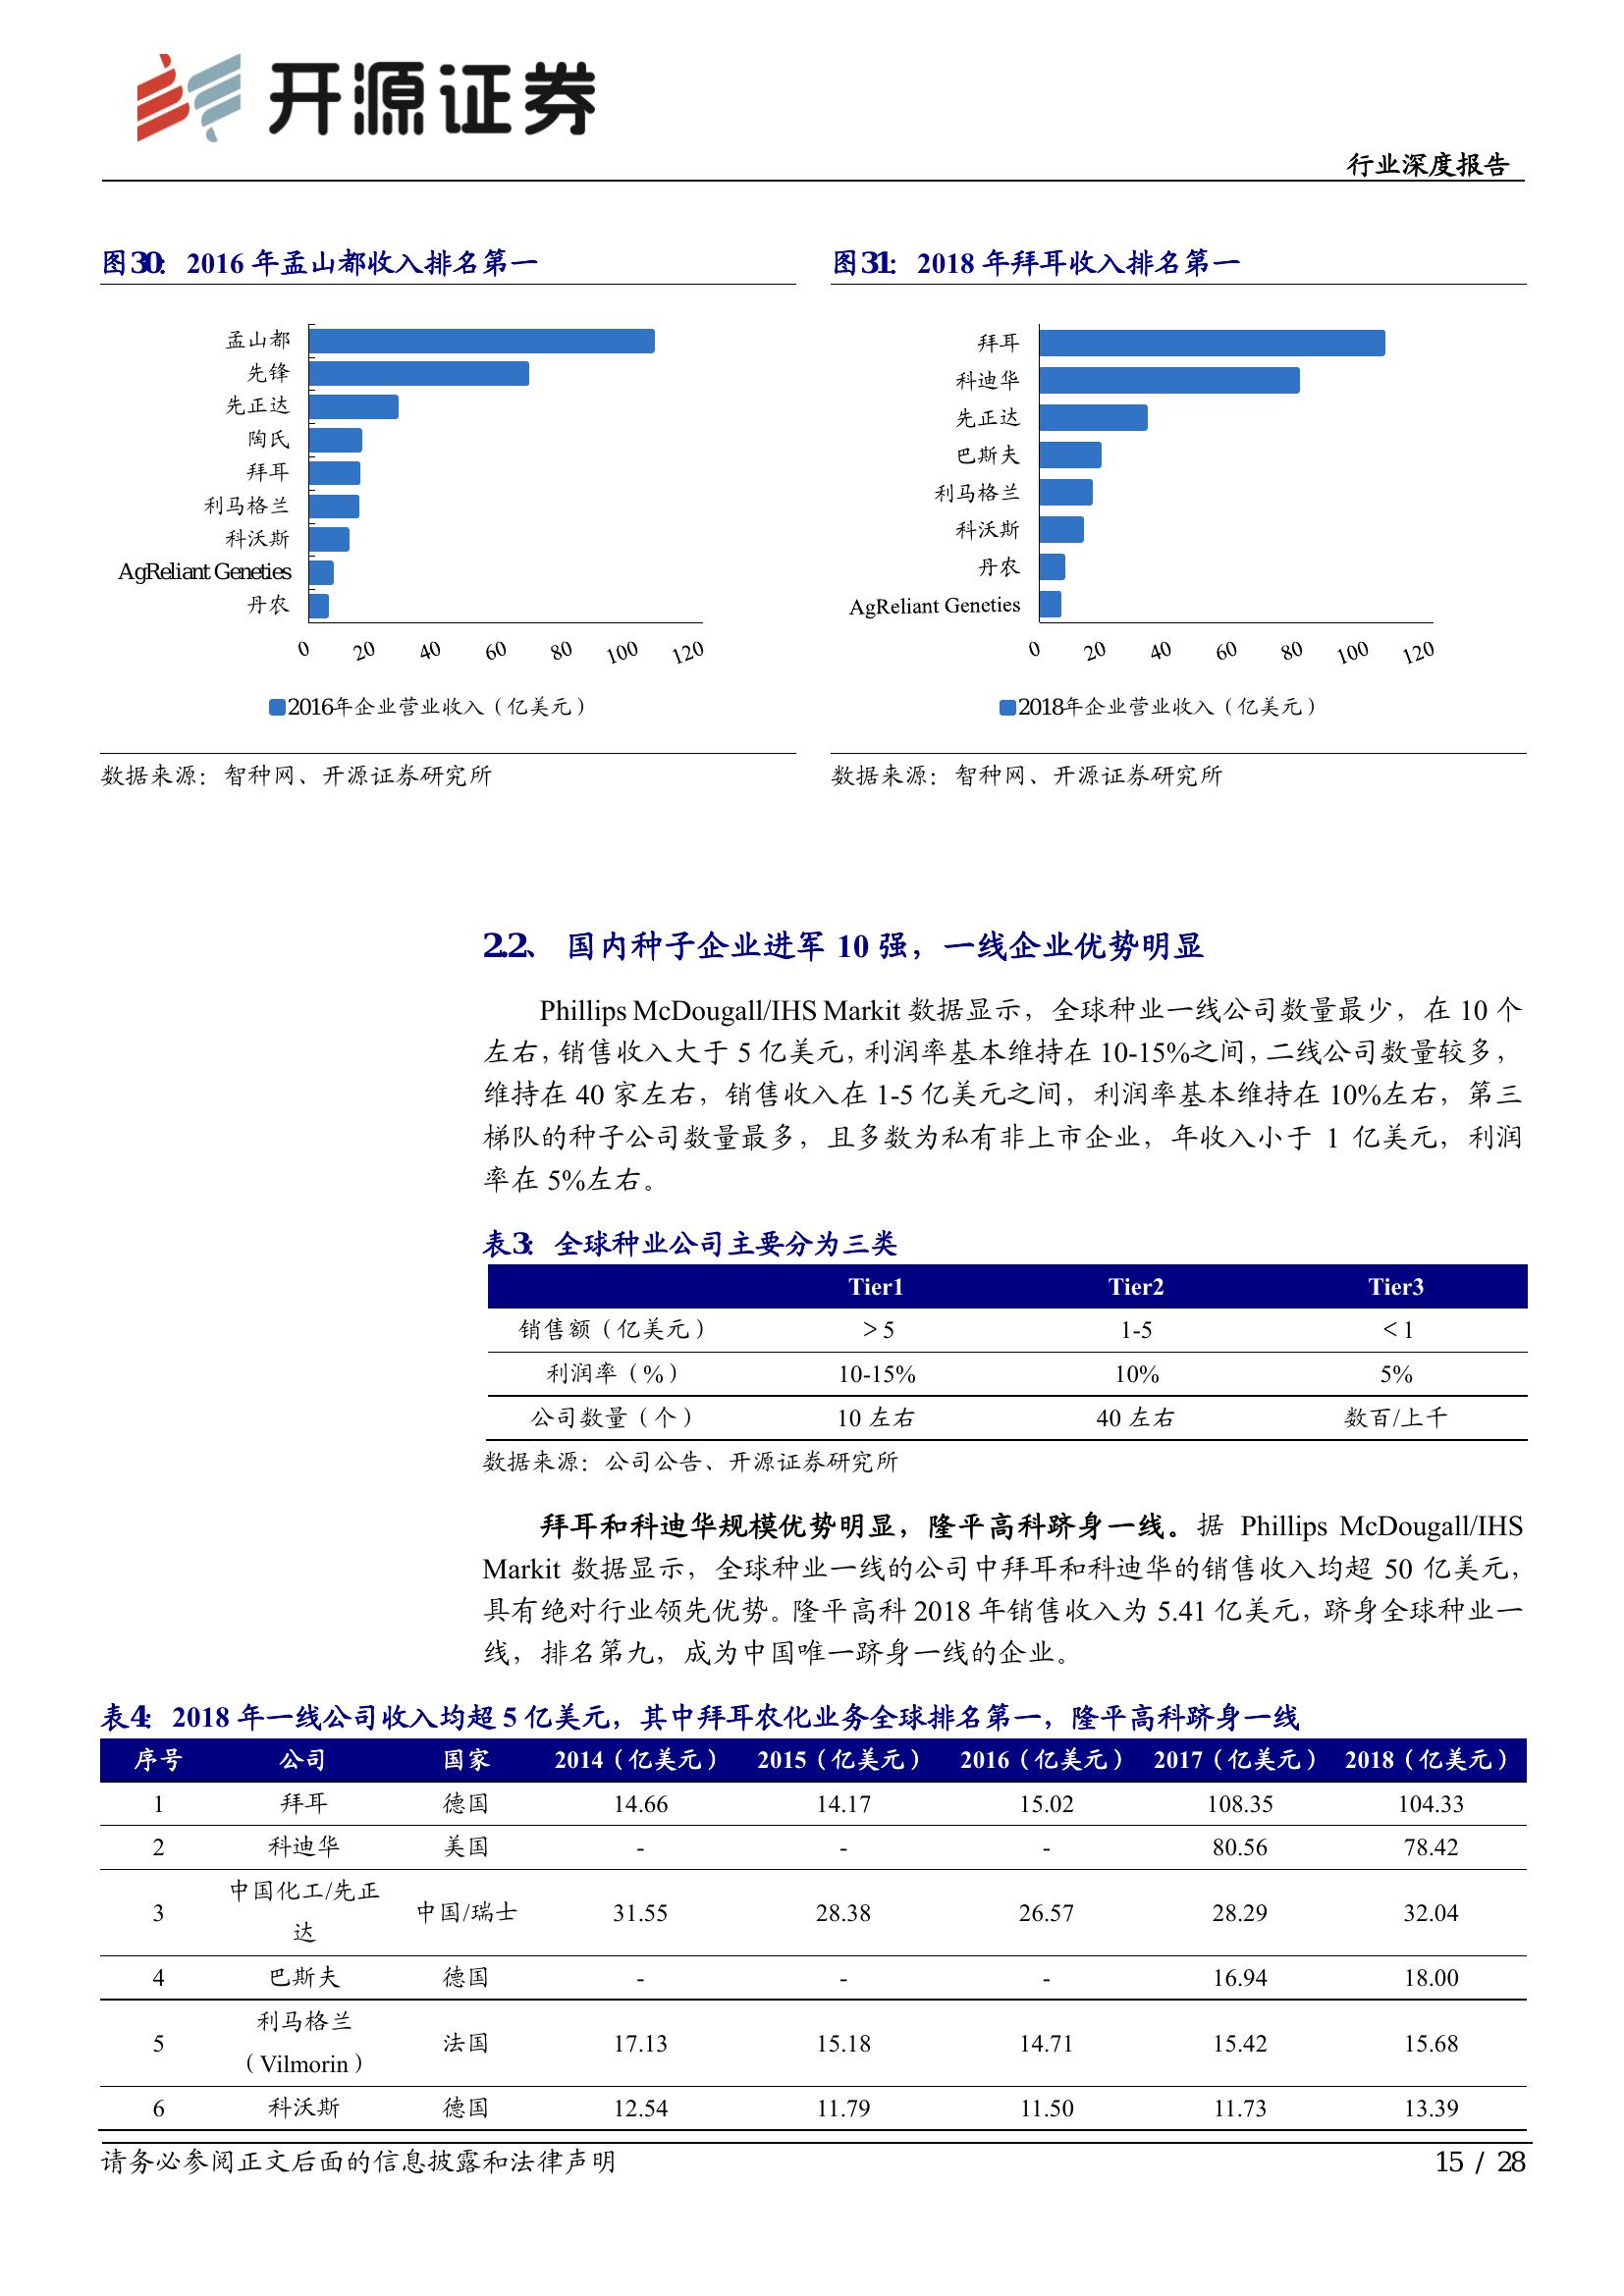 开源证券
行业深度报告
图30：2016 年孟山都收入排名第一
孟山都
先锋
先正达
陶氏
拜耳
利马格兰
科沃斯
AgReliant Geneties
丹农
0 20 40 60 80 100 120
2016年企业营业收入（亿美元）
数据来源：智种网、开源证券研究所
图31：2018 年拜耳收入排名第一
拜耳
科迪华
先正达
巴斯夫
利马格兰
科沃斯
丹农
AgReliant Geneties
0 20 40 60 80 100 120
2018年企业营业收入（亿美元）
数据来源：智种网、开源证券研究所
2.2、 国内种子企业进军 10 强，一线企业优势明显
Phillips McDougall/IHS Markit 数据显示，全球种业一线公司数量最少，在 10 个
左右，销售收入大于 5 亿美元，利润率基本维持在 10-15%之间，二线公司数量较多，
维持在 40 家左右，销售收入在 1-5 亿美元之间，利润率基本维持在 10%左右，第三
梯队的种子公司数量最多，且多数为私有非上市企业，年收入小于 1 亿美元，利润
率在 5%左右。
表3：全球种业公司主要分为三类
Tier1 Tier2 Tier3
销售额（亿美元） > 5 1-5 < 1
利润率（%） 10-15% 10% 5%
公司数量（个） 10 左右 40 左右 数百/上千
数据来源：公司公告、开源证券研究所
拜耳和科迪华规模优势明显，隆平高科跻身一线。据 Phillips McDougall/IHS
Markit 数据显示，全球种业一线的公司中拜耳和科迪华的销售收入均超 50 亿美元，
具有绝对行业领先优势。隆平高科 2018 年销售收入为 5.41 亿美元，跻身全球种业一
线，排名第九，成为中国唯一跻身一线的企业。
表4：2018 年一线公司收入均超 5 亿美元，其中拜耳农化业务全球排名第一，隆平高科跻身一线
序号 公司 国家 2014（亿美元） 2015（亿美元） 2016（亿美元） 2017（亿美元） 2018（亿美元）
1 拜耳 德国 14.66 14.17 15.02 108.35 104.33
2 科迪华 美国 - - - 80.56 78.42
中国化工/先正
3 中国/瑞士 31.55 28.38 26.57 28.29 32.04
达
4 巴斯夫 德国 - - - 16.94 18.00
利马格兰
5 法国 17.13 15.18 14.71 15.42 15.68
（Vilmorin）
6 科沃斯 德国 12.54 11.79 11.50 11.73 13.39
请务必参阅正文后面的信息披露和法律声明
15 / 28